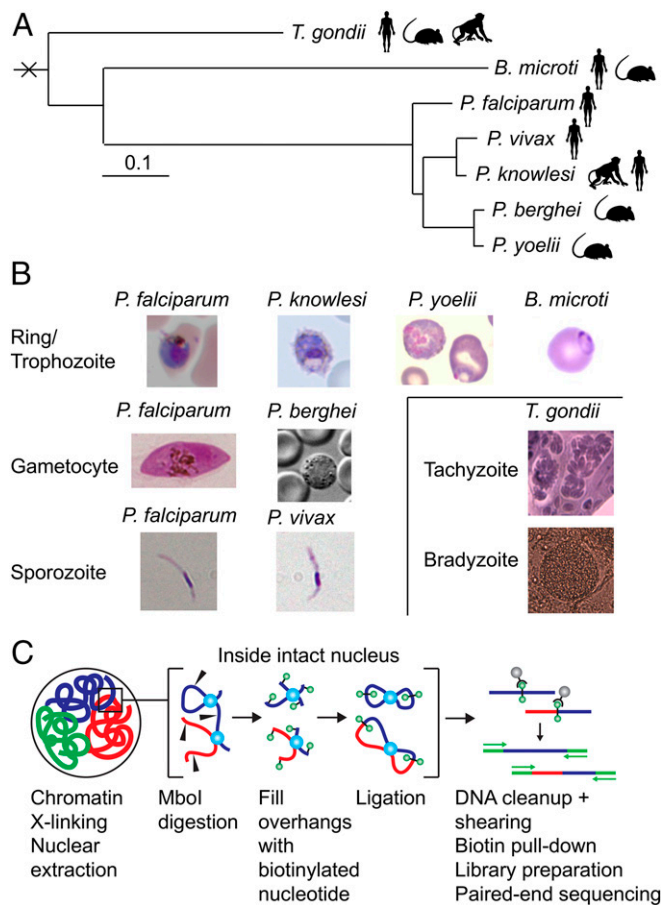 A
T. gondii
B. microti
P. falciparum
P. vivax
P. knowlesi
P. berghei
P. yoelii
0.1
B
P. falciparum P. knowlesi P. yoelii B. microti
Ring/
Trophozoite
P. falciparum P. berghei T. gondii
Gametocyte
Tachyzoite
P. falciparum P. vivax
Sporozoite
Bradyzoite
C
Inside intact nucleus
Chromatin
X-linking
Nuclear
extraction
MboI
digestion
Fill
overhangs
with
biotinylated
nucleotide
Ligation
DNA cleanup +
shearing
Biotin pull-down
Library preparation
Paired-end sequencing